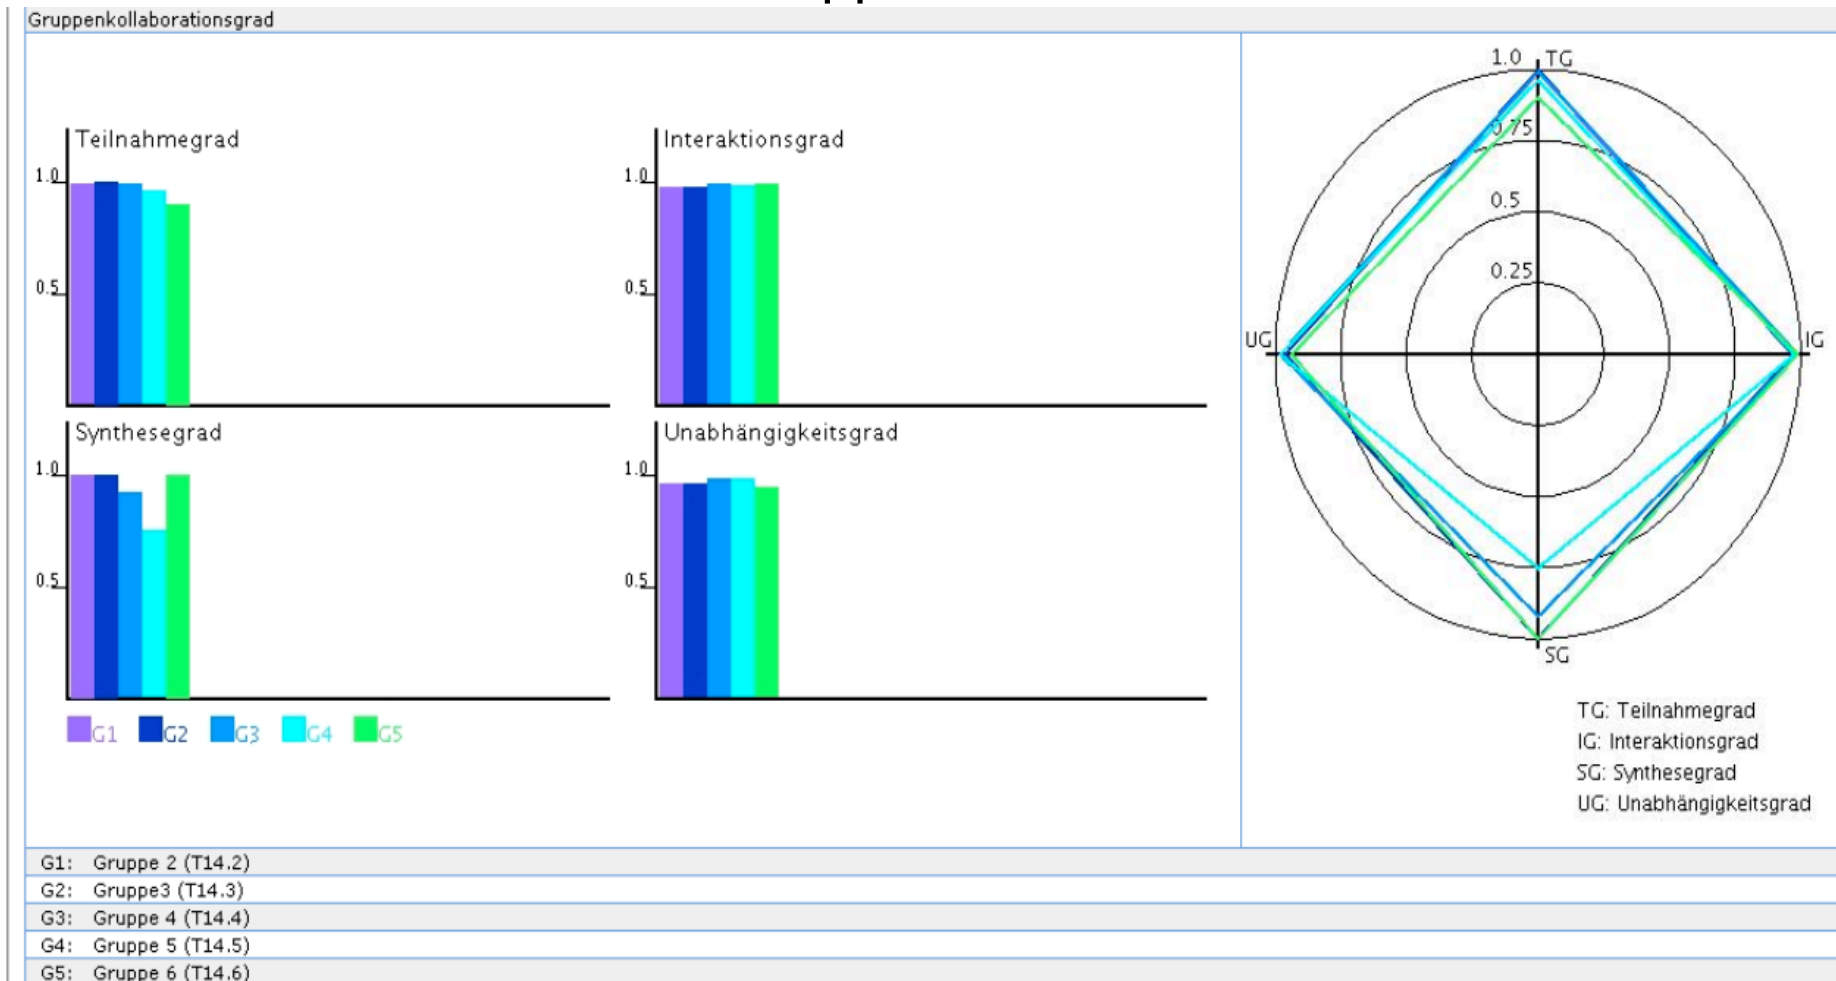 Gruppenkollaborationsgrad
Teilnahmegrad
1.0
0.5
Interaktionsgrad
1.0
0.5
Synthesegrad
1.0
0.5
Unabhängigkeitsgrad
1.0
0.5
G1 G2 G3 G4 G5
1.0 TG
0.75
0.5
0.25
UG
IG
SG
TG: Teilnahmegrad
IG: Interaktionsgrad
SG: Synthesegrad
UG: Unabhängigkeitsgrad
G1: Gruppe 2 (T14.2)
G2: Gruppe3 (T14.3)
G3: Gruppe 4 (T14.4)
G4: Gruppe 5 (T14.5)
G5: Gruppe 6 (T14.6)